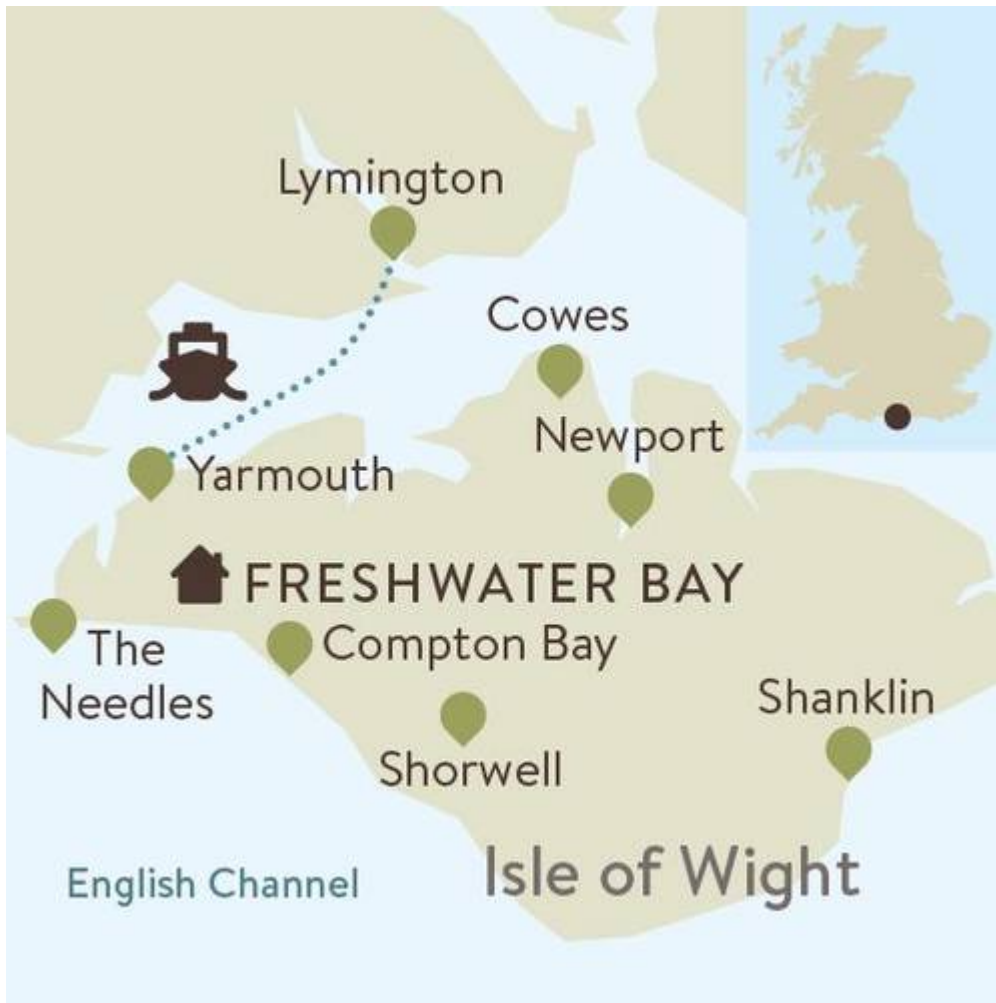 Lymington
Cowes
Newport
Yarmouth
FRESHWATER BAY
Compton Bay
The
Needles
Shanklin
Shorwell
Isle of Wight
English Channel